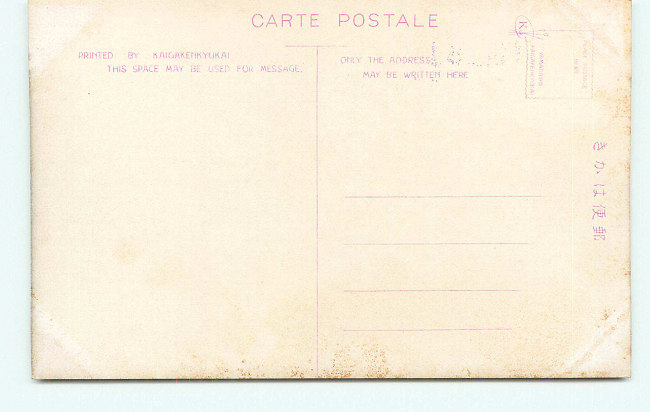 CARTE POSTALE
PRINTED BY KAIGAKENKYUKAI
THIS SPACE MAY BE USED FOR MESSAGE.
ONLY THE ADDRESS
MAY BE WRITTEN HERE
きかは便郵